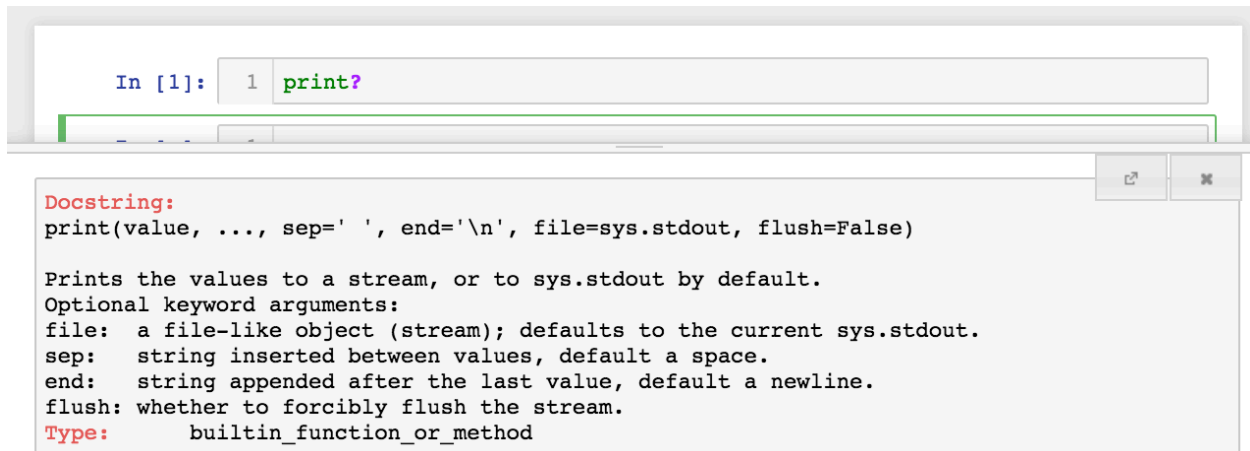 In [1]: 1 print?
Docstring:
print(value, ..., sep=' ', end='\n', file=sys.stdout, flush=False)
Prints the values to a stream, or to sys.stdout by default.
Optional keyword arguments:
file:  a file-like object (stream); defaults to the current sys.stdout.
sep:   string inserted between values, default a space.
end:   string appended after the last value, default a newline.
flush: whether to forcibly flush the stream.
Type:      builtin_function_or_method